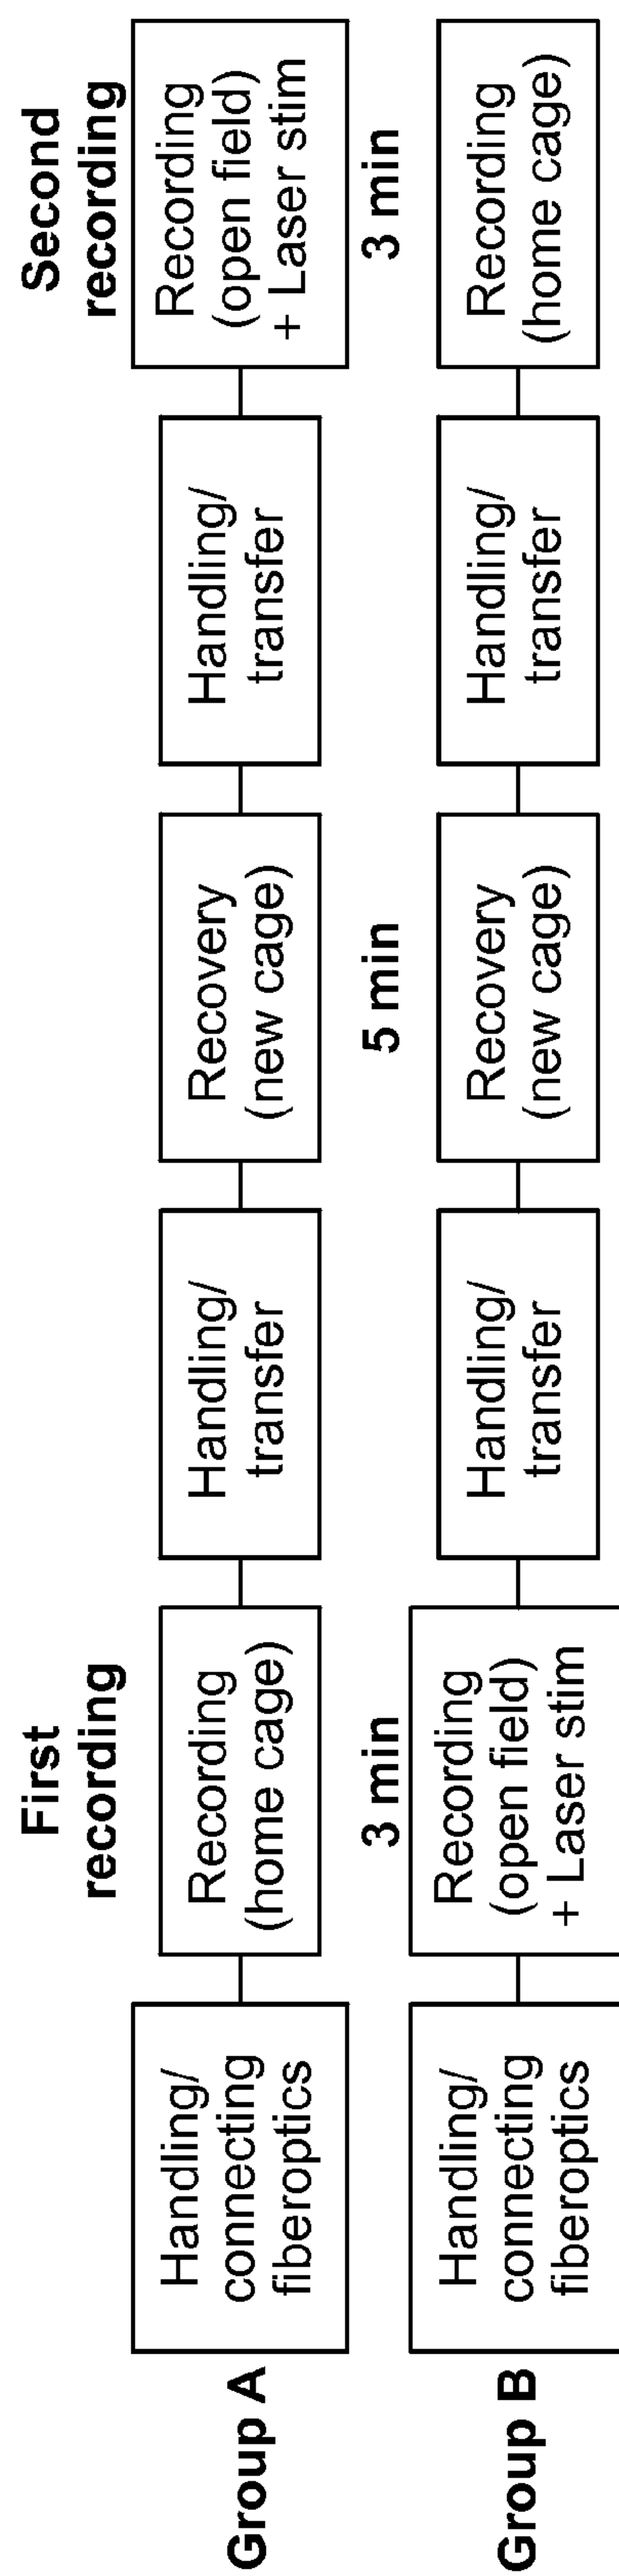 First
recording
Second
recording
Group A
Handling/
connecting
fiberoptics
Recording
(home cage)
Handling/
transfer
Recovery
(new cage)
Handling/
transfer
Recording
(open field)
+ Laser stim
3 min
5 min
3 min
Group B
Handling/
connecting
fiberoptics
Recording
(open field)
+ Laser stim
Handling/
transfer
Recovery
(new cage)
Handling/
transfer
Recording
(home cage)